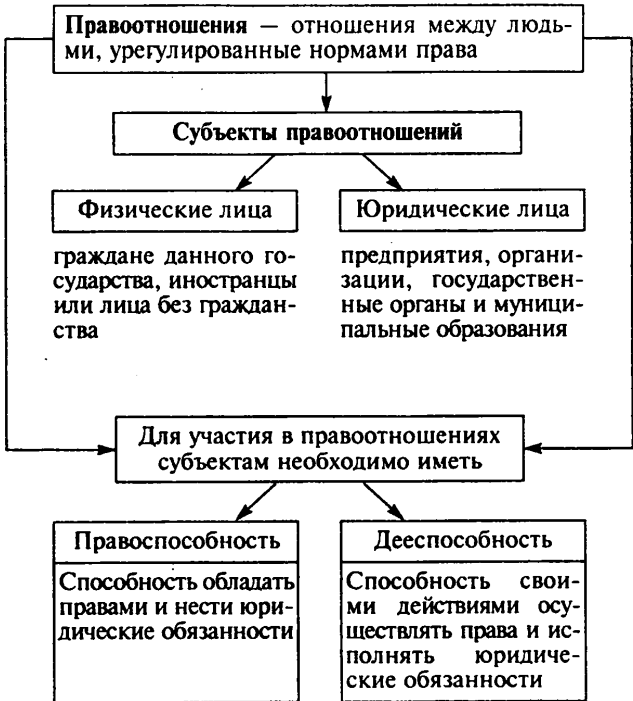 Правоотношения — отношения между людь-
ми, урегулированные нормами права
Субъекты правоотношений
Физические лица
граждане данного го-
сударства, иностранцы
или лица без граждан-
ства
Юридические лица
предприятия, органи-
зации, государствен-
ные органы и муници-
пальные образования
Для участия в правоотношениях
субъектам необходимо иметь
Правоспособность
Способность обладать
правами и нести юри-
дические обязанности
Дееспособность
Способность свои-
ми действиями осу-
ществлять права и ис-
полнять юридиче-
ские обязанности